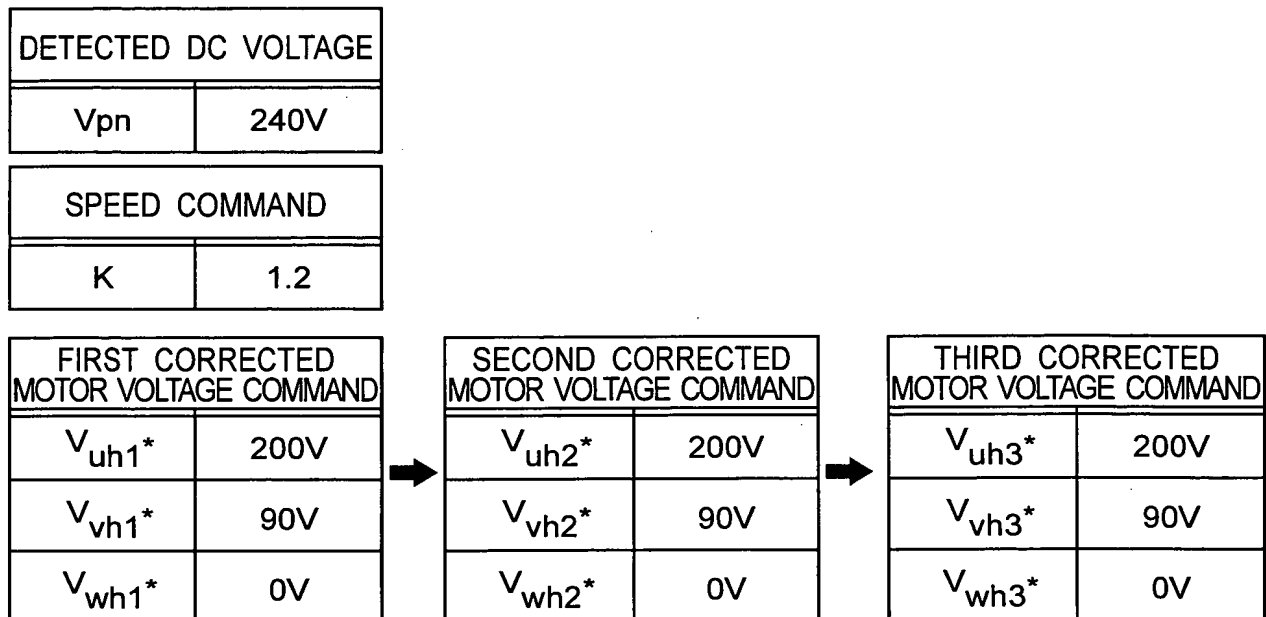 DETECTED DC VOLTAGE
Vpn 240V
SPEED COMMAND
K 1.2
FIRST CORRECTED
MOTOR VOLTAGE COMMAND
Vuh1* 200V
Vvh1* 90V
Vwh1* 0V
SECOND CORRECTED
MOTOR VOLTAGE COMMAND
Vuh2* 200V
Vvh2* 90V
Vwh2* 0V
THIRD CORRECTED
MOTOR VOLTAGE COMMAND
Vuh3* 200V
Vvh3* 90V
Vwh3* 0V